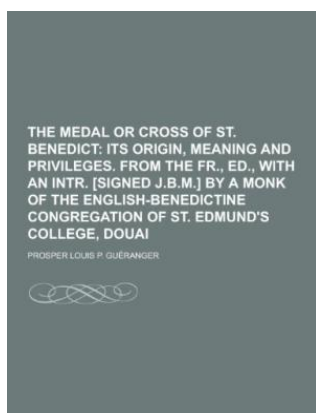 THE MEDAL OR CROSS OF ST.
BENEDICT: ITS ORIGIN, MEANING AND
PRIVILEGES. FROM THE FR., ED., WITH
AN INTR. [SIGNED J.B.M.] BY A MONK
OF THE ENGLISH-BENEDICTINE
CONGREGATION OF ST. EDMUND'S
COLLEGE, DOUAI
PROSPER LOUIS P. GUÉRANGER